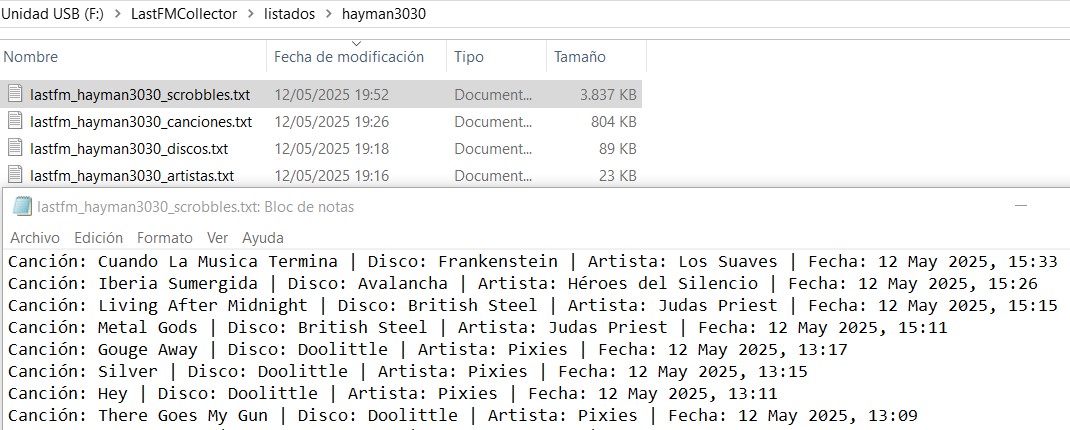 Unidad USB (F:) > LastFMCollector > listados > hayman3030
Nombre Fecha de modificación Tipo Tamaño
lastfm_hayman3030_scrobbles.txt 12/05/2025 19:52 Document... 3.837 KB
lastfm_hayman3030_canciones.txt 12/05/2025 19:26 Document... 804 KB
lastfm_hayman3030_discos.txt 12/05/2025 19:18 Document... 89 KB
lastfm_hayman3030_artistas.txt 12/05/2025 19:16 Document... 23 KB
lastfm_hayman3030_scrobbles.txt: Bloc de notas
Archivo Edición Formato Ver Ayuda
Canción: Cuando La Musica Termina | Disco: Frankenstein | Artista: Los Suaves | Fecha: 12 May 2025, 15:33
Canción: Iberia Sumergida | Disco: Avalancha | Artista: Héroes del Silencio | Fecha: 12 May 2025, 15:26
Canción: Living After Midnight | Disco: British Steel | Artista: Judas Priest | Fecha: 12 May 2025, 15:15
Canción: Metal Gods | Disco: British Steel | Artista: Judas Priest | Fecha: 12 May 2025, 15:11
Canción: Gouge Away | Disco: Doolittle | Artista: Pixies | Fecha: 12 May 2025, 13:17
Canción: Silver | Disco: Doolittle | Artista: Pixies | Fecha: 12 May 2025, 13:15
Canción: Hey | Disco: Doolittle | Artista: Pixies | Fecha: 12 May 2025, 13:11
Canción: There Goes My Gun | Disco: Doolittle | Artista: Pixies | Fecha: 12 May 2025, 13:09